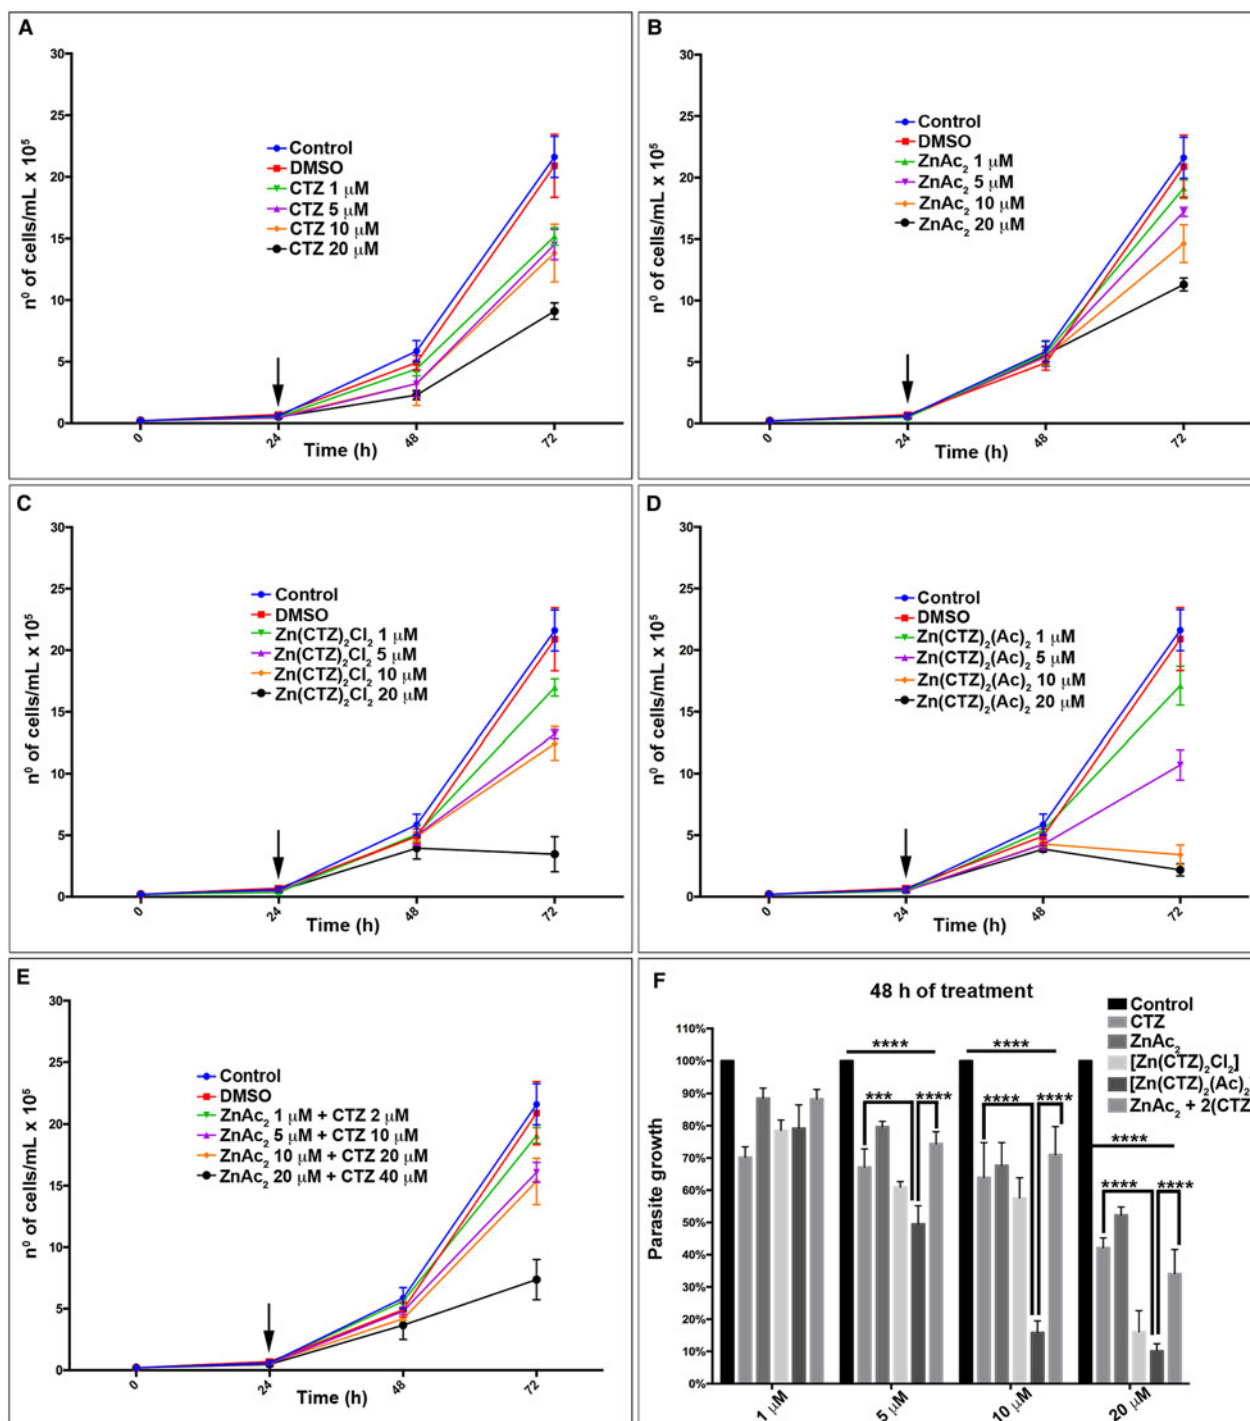 A
n⁰ of cells/mL x 10⁵
30
25
20
15
10
5
0
Control
DMSO
CTZ 1 μM
CTZ 5 μM
CTZ 10 μM
CTZ 20 μM
0
24
48
72
Time (h)
B
n⁰ of cells/mL x 10⁵
30
25
20
15
10
5
0
Control
DMSO
ZnAc₂ 1 μM
ZnAc₂ 5 μM
ZnAc₂ 10 μM
ZnAc₂ 20 μM
0
24
48
72
Time (h)
C
n⁰ of cells/mL x 10⁵
30
25
20
15
10
5
0
Control
DMSO
Zn(CTZ)₂Cl₂ 1 μM
Zn(CTZ)₂Cl₂ 5 μM
Zn(CTZ)₂Cl₂ 10 μM
Zn(CTZ)₂Cl₂ 20 μM
0
24
48
72
Time (h)
D
n⁰ of cells/mL x 10⁵
30
25
20
15
10
5
0
Control
DMSO
Zn(CTZ)₂(Ac)₂ 1 μM
Zn(CTZ)₂(Ac)₂ 5 μM
Zn(CTZ)₂(Ac)₂ 10 μM
Zn(CTZ)₂(Ac)₂ 20 μM
0
24
48
72
Time (h)
E
n⁰ of cells/mL x 10⁵
30
25
20
15
10
5
0
Control
DMSO
ZnAc₂ 1 μM + CTZ 2 μM
ZnAc₂ 5 μM + CTZ 10 μM
ZnAc₂ 10 μM + CTZ 20 μM
ZnAc₂ 20 μM + CTZ 40 μM
0
24
48
72
Time (h)
F
48 h of treatment
Control
CTZ
ZnAc₂
[Zn(CTZ)₂Cl₂]
[Zn(CTZ)₂(Ac)₂
ZnAc₂ + 2(CTZ
Parasite growth
110%
100%
90%
80%
70%
60%
50%
40%
30%
20%
10%
0%
****
***
****
****
****
****
****
****
****
1 μM
5 μM
10 μM
20 μM